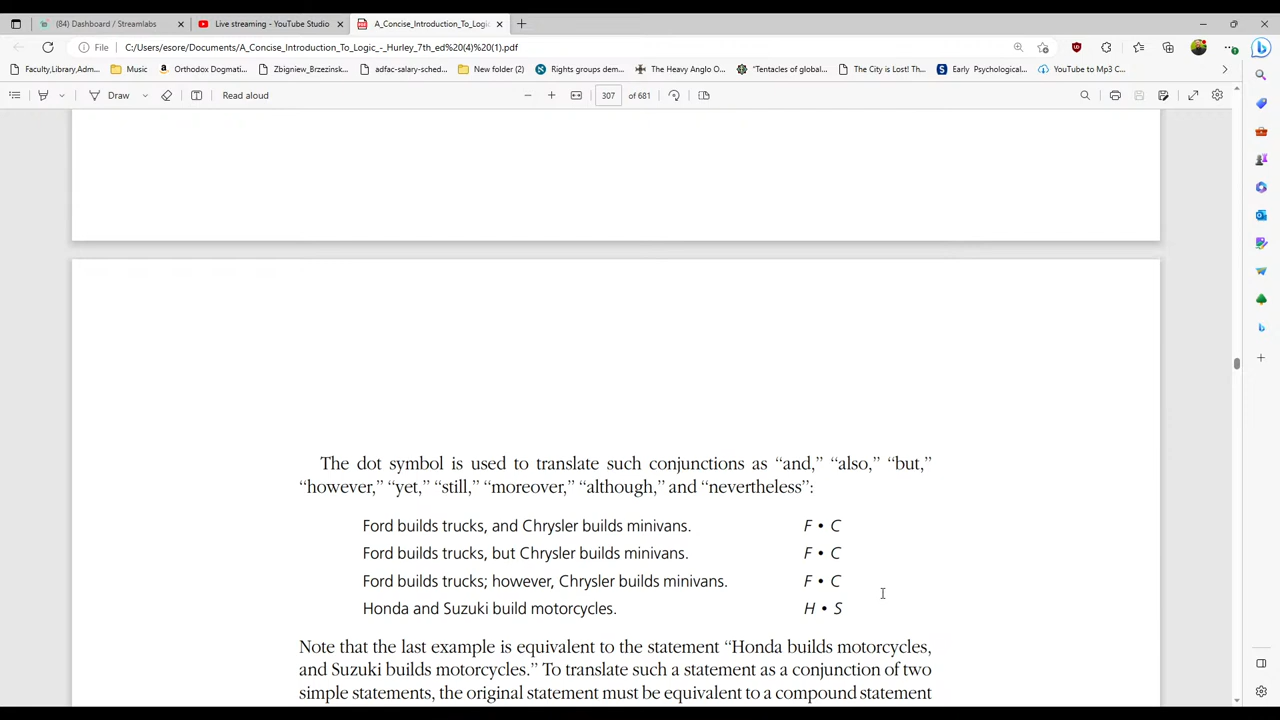 (84) Dashboard / Streamlabs
Live streaming - YouTube Studio
A_Concise_Introduction_To_Logic
File
C:/Users/esore/Documents/A_Concise_Introduction_To_Logic_-_Hurley_7th_ed%20(4)%20(1).pdf
Faculty,Library,Adm...
Music
Orthodox Dogmati...
Zbigniew_Brzezinsk...
adfac-salary-sched...
New folder (2)
Rights groups dem...
The Heavy Anglo O...
"Tentacles of global...
The City is Lost! Th...
Early Psychological...
YouTube to Mp3 C...
Draw
Read aloud
307 of 681
The dot symbol is used to translate such conjunctions as “and,” “also,” “but,”
“however,” “yet,” “still,” “moreover,” “although,” and “nevertheless”:
Ford builds trucks, and Chrysler builds minivans. F • C
Ford builds trucks, but Chrysler builds minivans. F • C
Ford builds trucks; however, Chrysler builds minivans. F • C
Honda and Suzuki build motorcycles. H • S
Note that the last example is equivalent to the statement “Honda builds motorcycles,
and Suzuki builds motorcycles.” To translate such a statement as a conjunction of two
simple statements, the original statement must be equivalent to a compound statement